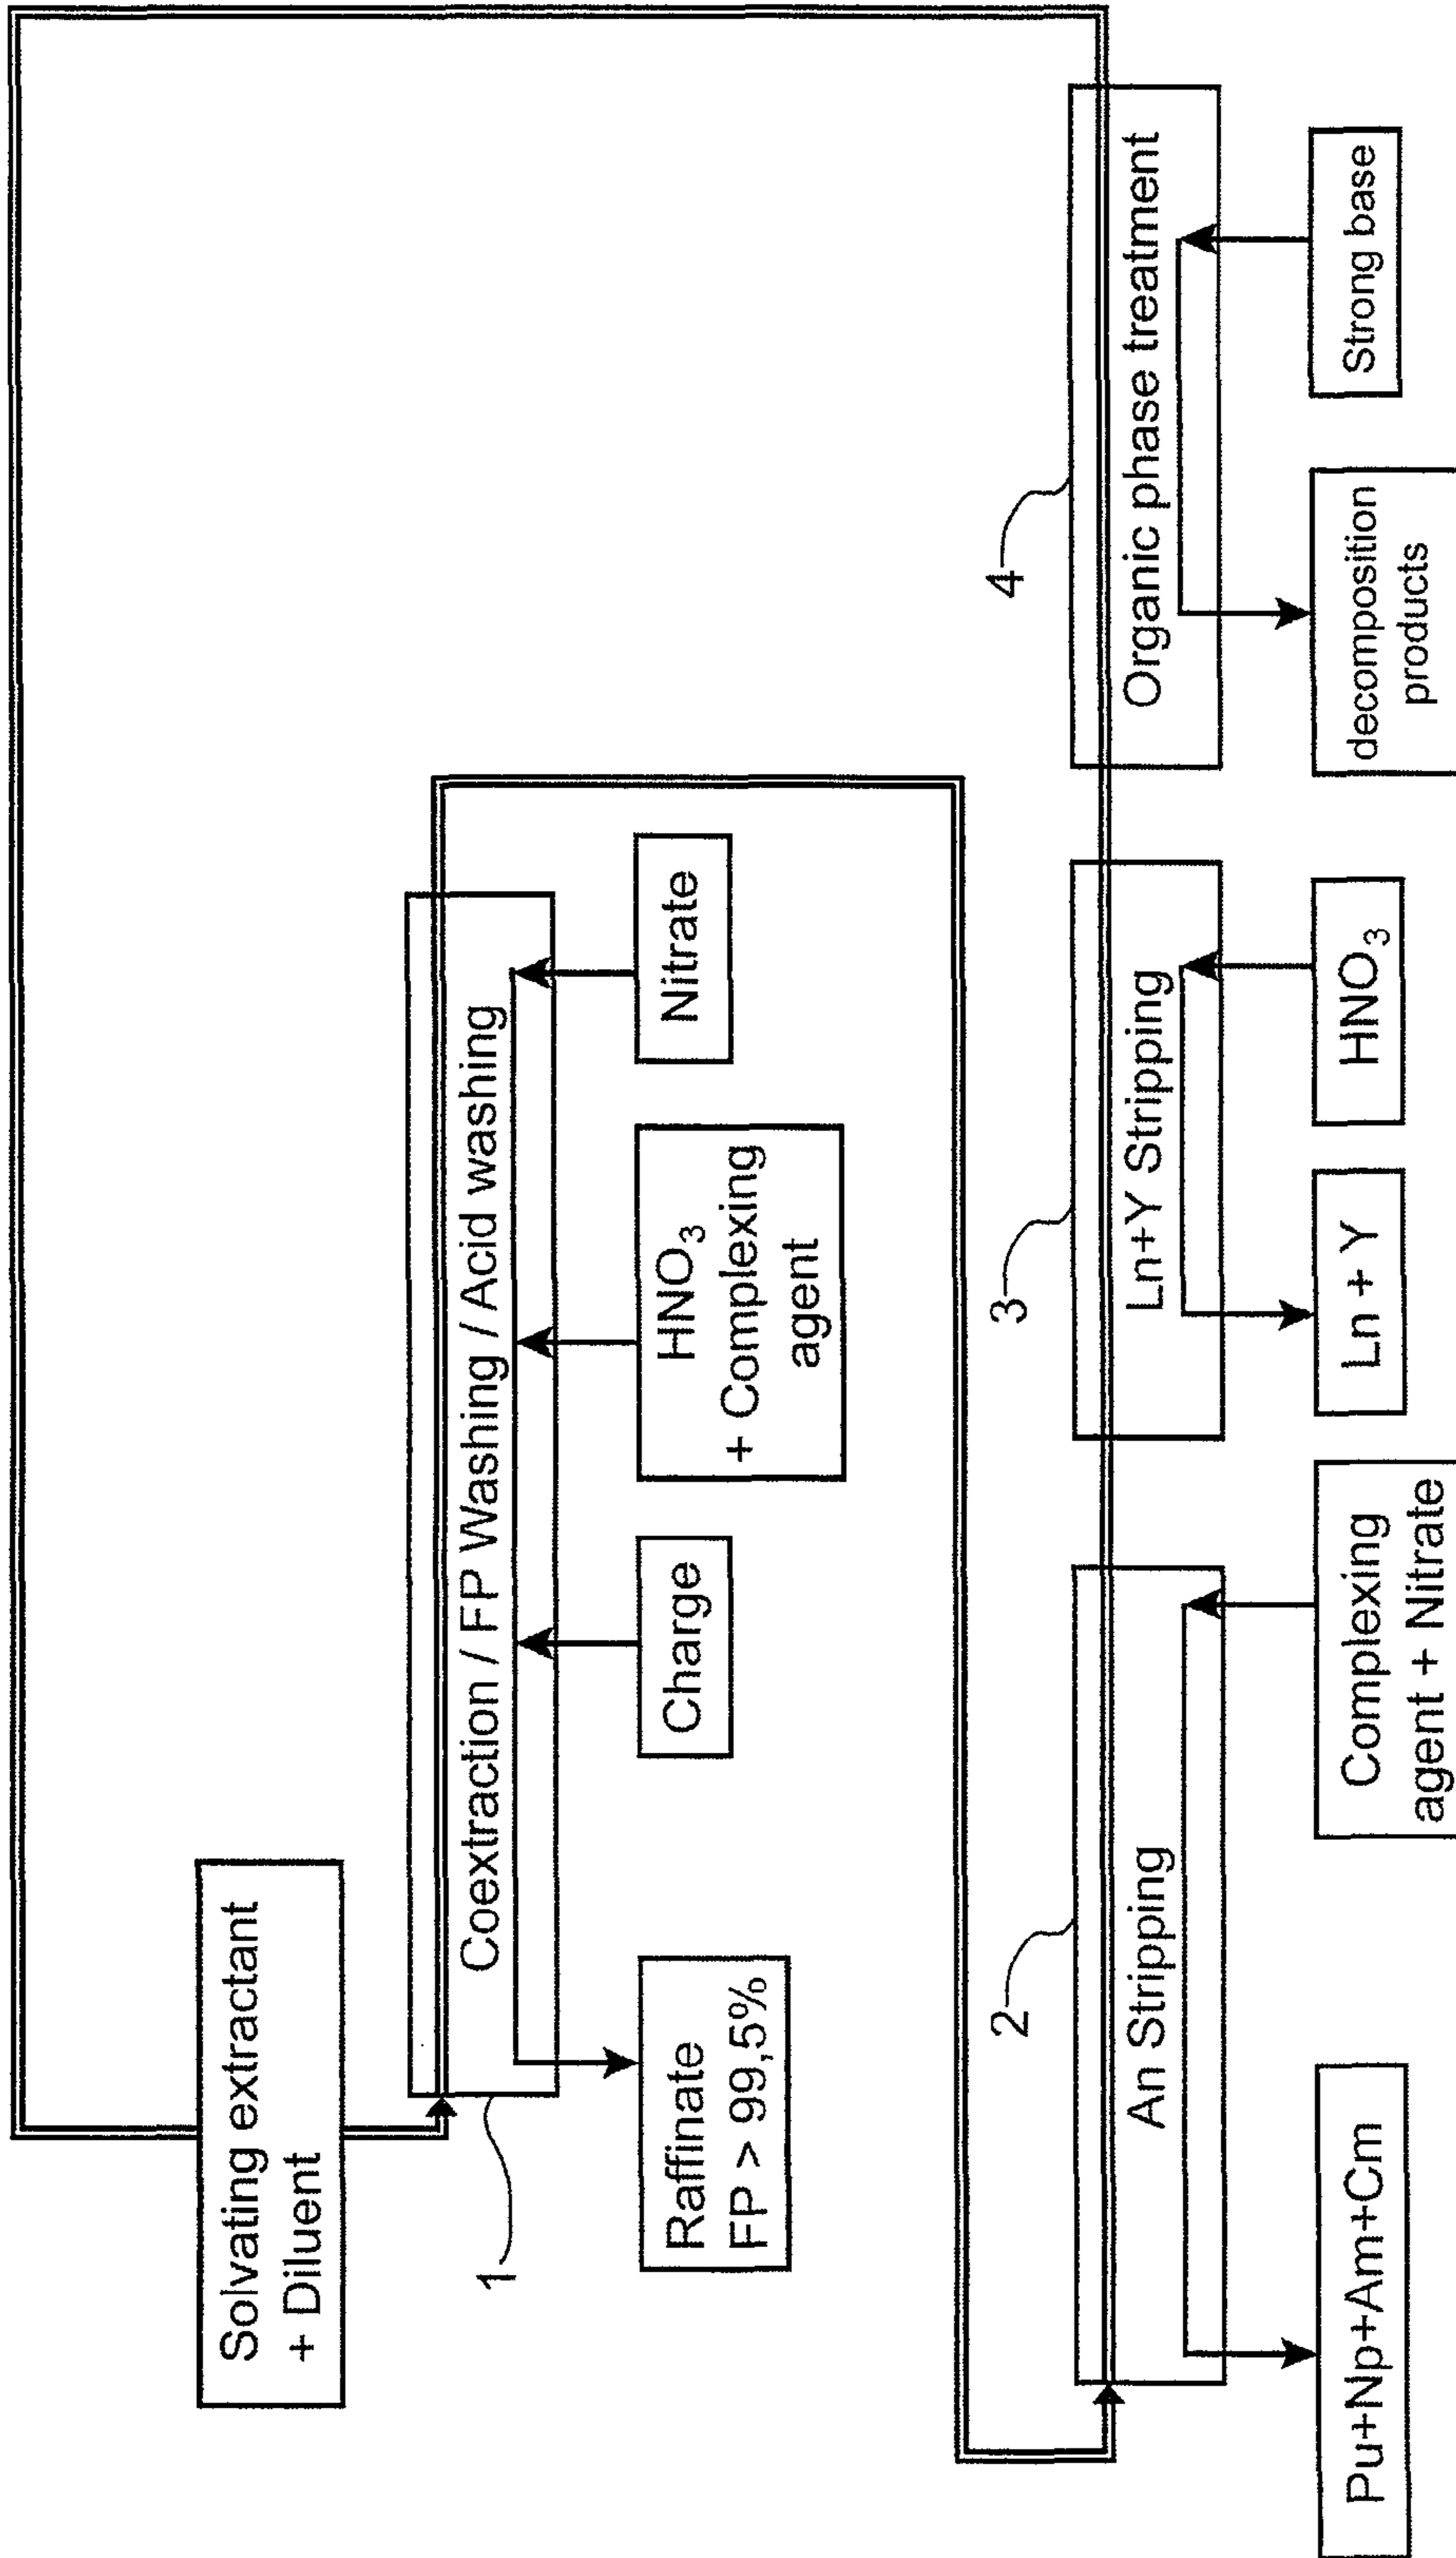 Solvating extractant
+ Diluent
1
Coextraction / FP Washing / Acid washing
Raffinate
FP > 99,5%
Charge
HNO₃
+ Complexing
agent
Nitrate
2
An Stripping
Pu+Np+Am+Cm
Complexing
agent + Nitrate
3
Ln+Y Stripping
Ln + Y
HNO₃
4
Organic phase treatment
decomposition
products
Strong base